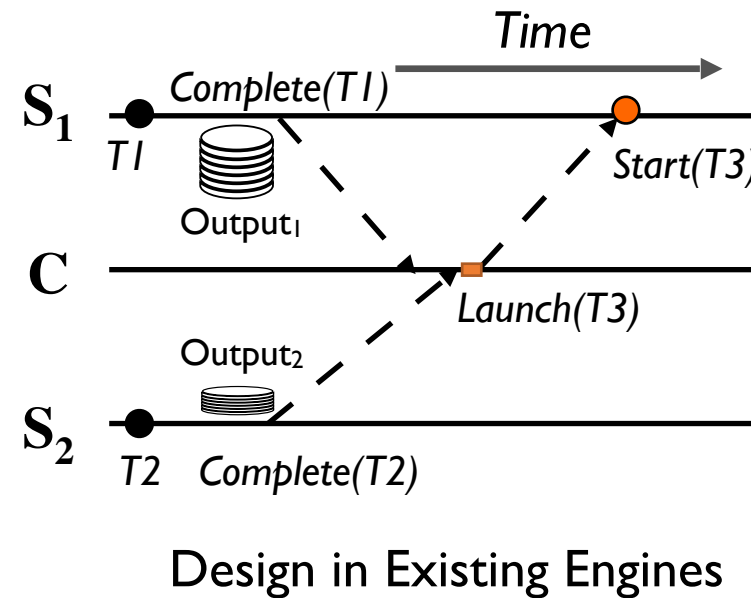 Time
Complete(T1)
S1
T1
Start(T3)
Output1
C
Launch(T3)
Output2
S2
T2 Complete(T2)
Design in Existing Engines